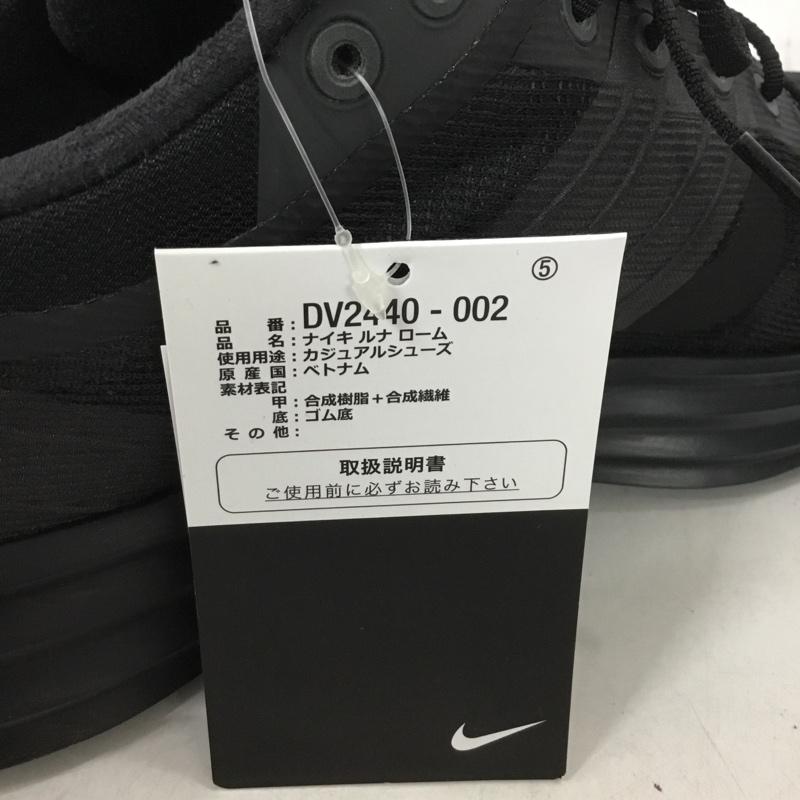 ⑤
品番：DV2440 - 002
品名：ナイキ ルナ ローム
使用用途：カジュアルシューズ
原産国：ベトナム
素材表記
甲：合成樹脂＋合成繊維
底：ゴム底
その他：
取扱説明書
ご使用前に必ずお読み下さい